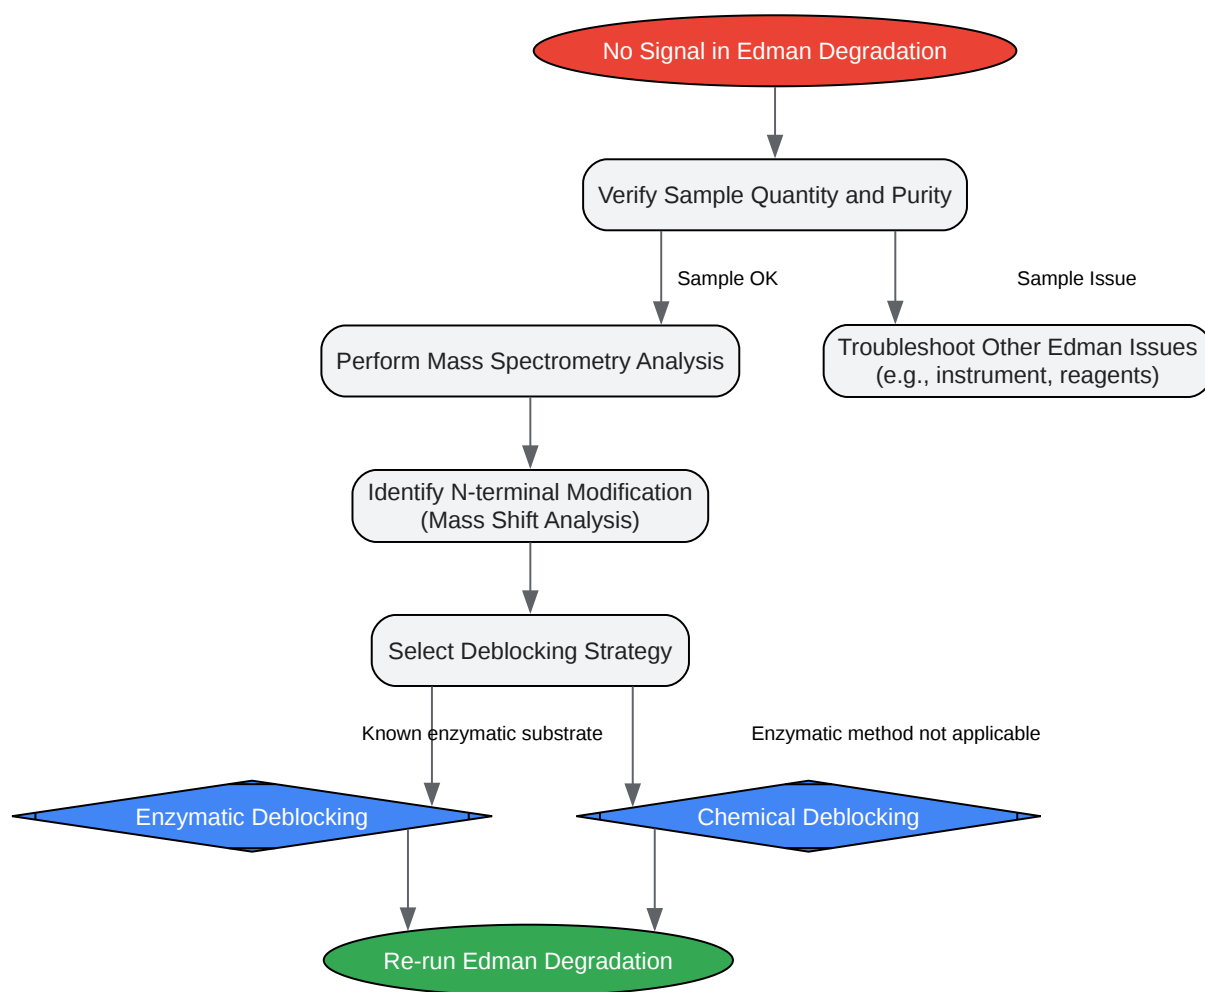 No Signal in Edman Degradation
Verify Sample Quantity and Purity
Sample OK
Sample Issue
Perform Mass Spectrometry Analysis
Troubleshoot Other Edman Issues
(e.g., instrument, reagents)
Identify N-terminal Modification
(Mass Shift Analysis)
Select Deblocking Strategy
Known enzymatic substrate
Enzymatic method not applicable
Enzymatic Deblocking
Chemical Deblocking
Re-run Edman Degradation